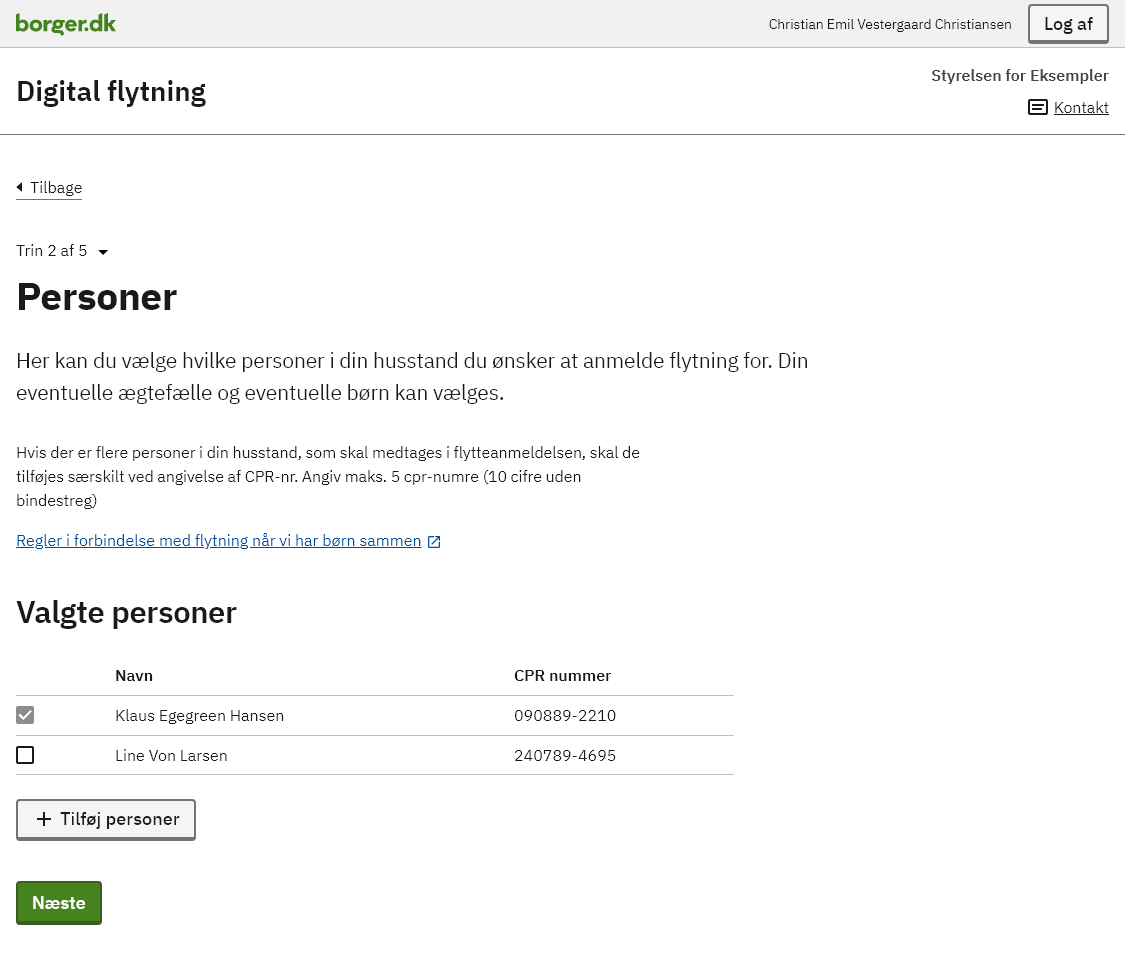 borger.dk
Christian Emil Vestergaard Christiansen
Log af
Digital flytning
Styrelsen for Eksempler
Kontakt
Tilbage
Trin 2 af 5
Personer
Her kan du vælge hvilke personer i din husstand du ønsker at anmelde flytning for. Din
eventuelle ægtefælle og eventuelle børn kan vælges.
Hvis der er flere personer i din husstand, som skal medtages i flytteanmeldelsen, skal de
tilføjes særskilt ved angivelse af CPR-nr. Angiv maks. 5 cpr-numre (10 cifre uden
bindestreg)
Regler i forbindelse med flytning når vi har børn sammen
Valgte personer
Navn CPR nummer
Klaus Egegreen Hansen 090889-2210
Line Von Larsen 240789-4695
Tilføj personer
Næste